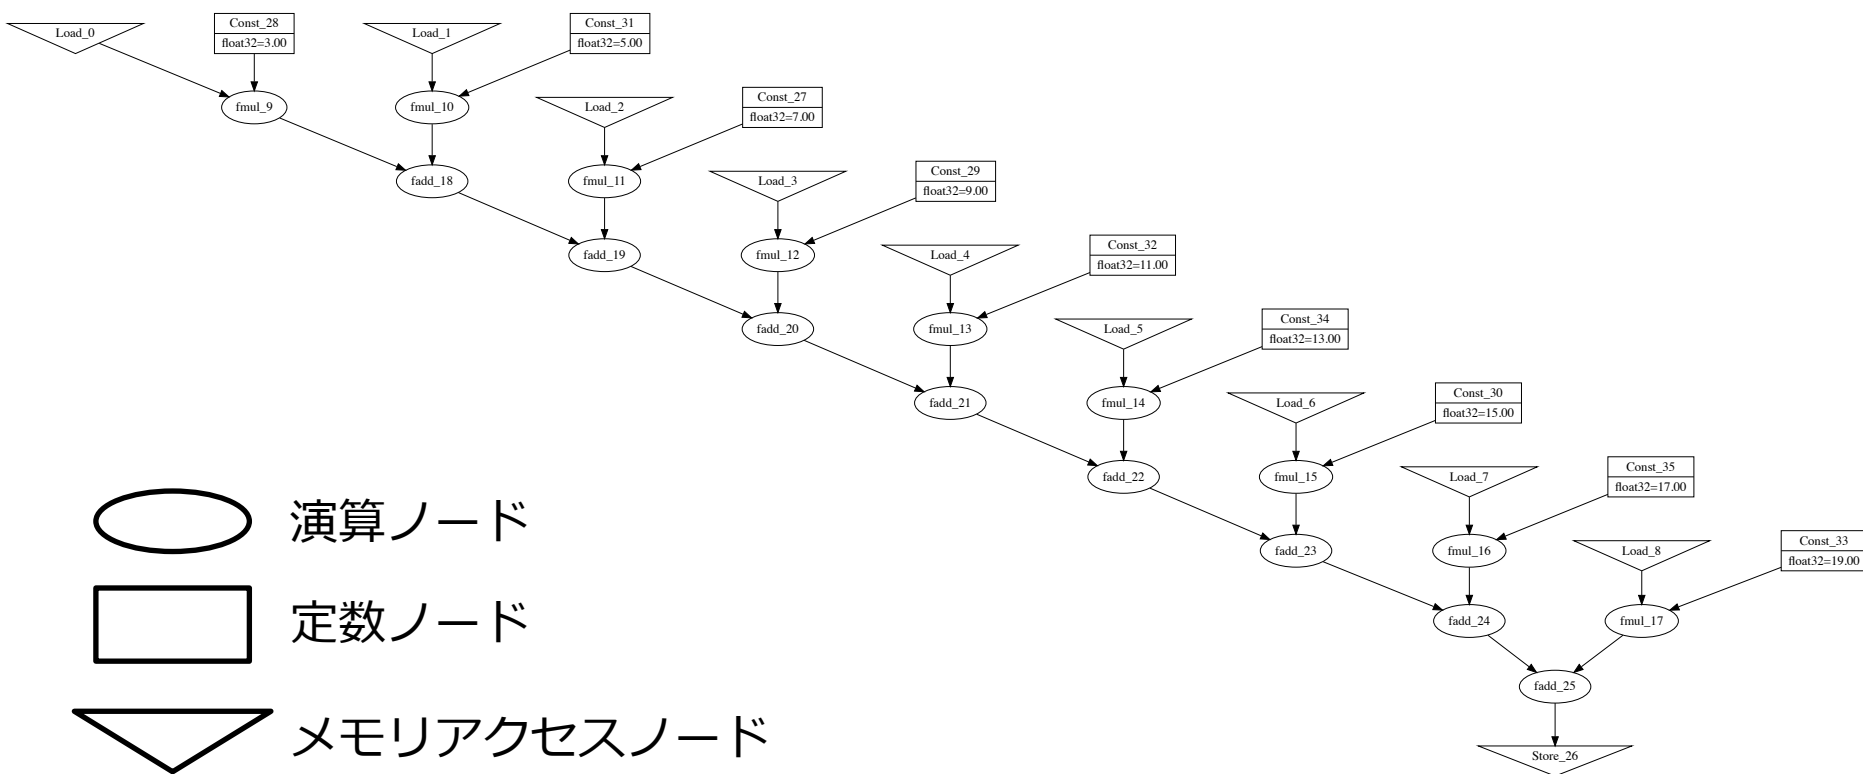 Load_0
Const_28
float32=3.00
Load_1
Const_31
float32=5.00
fmul_9
fmul_10
Load_2
Const_27
float32=7.00
fadd_18
fmul_11
Load_3
Const_29
float32=9.00
fadd_19
fmul_12
Load_4
Const_32
float32=11.00
fadd_20
fmul_13
Load_5
Const_34
float32=13.00
fadd_21
fmul_14
Load_6
Const_30
float32=15.00
fadd_22
fmul_15
Load_7
Const_35
float32=17.00
fadd_23
fmul_16
Load_8
Const_33
float32=19.00
fadd_24
fmul_17
fadd_25
Store_26
演算ノード
定数ノード
メモリアクセスノード